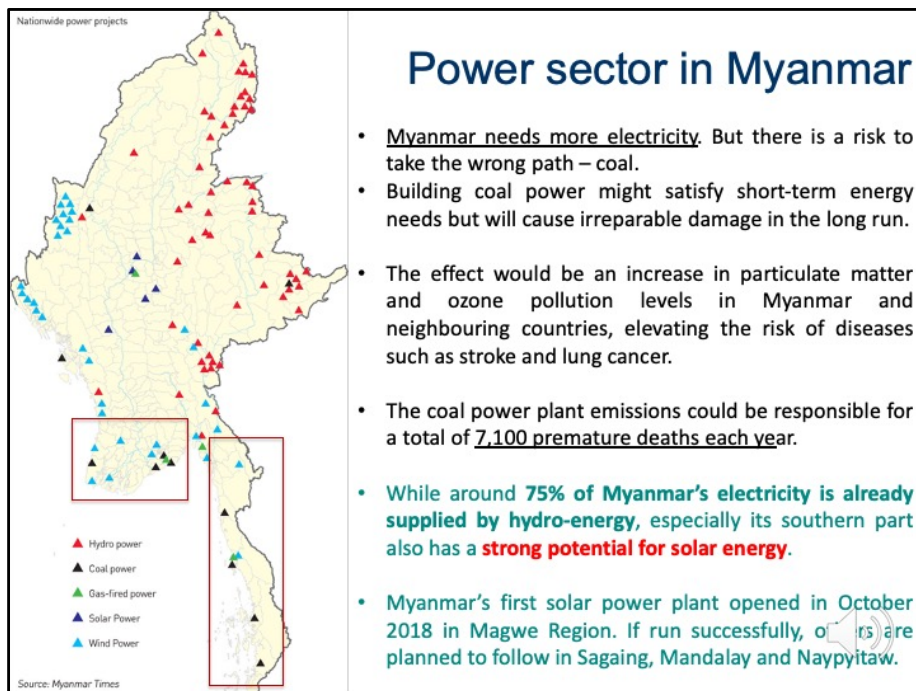 Nationwide power projects
Hydro power
Coal power
Gas-fired power
Solar Power
Wind Power
Source: Myanmar Times
Power sector in Myanmar
• Myanmar needs more electricity. But there is a risk to
take the wrong path – coal.
• Building coal power might satisfy short-term energy
needs but will cause irreparable damage in the long run.
• The effect would be an increase in particulate matter
and ozone pollution levels in Myanmar and
neighbouring countries, elevating the risk of diseases
such as stroke and lung cancer.
• The coal power plant emissions could be responsible for
a total of 7,100 premature deaths each year.
• While around 75% of Myanmar’s electricity is already
supplied by hydro-energy, especially its southern part
also has a strong potential for solar energy.
• Myanmar’s first solar power plant opened in October
2018 in Magwe Region. If run successfully, others are
planned to follow in Sagaing, Mandalay and Naypyitaw.